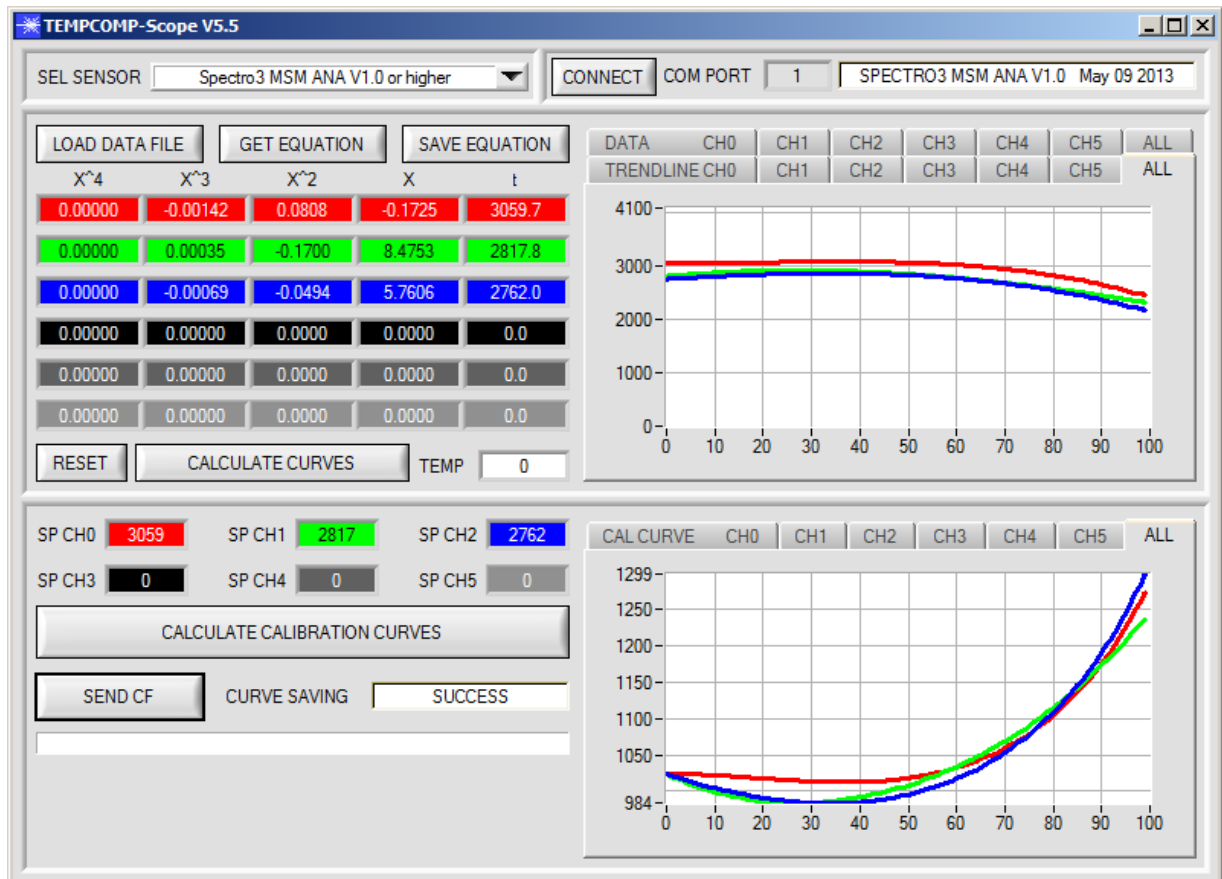 TEMPCOMP-Scope V5.5
SEL SENSOR Spectro3 MSM ANA V1.0 or higher CONNECT COM PORT 1 SPECTRO3 MSM ANA V1.0 May 09 2013
LOAD DATA FILE GET EQUATION SAVE EQUATION
X^4 X^3 X^2 X t
0.00000 -0.00142 0.0808 -0.1725 3059.7
0.00000 0.00035 -0.1700 8.4753 2817.8
0.00000 -0.00069 -0.0494 5.7606 2762.0
0.00000 0.00000 0.0000 0.0000 0.0
0.00000 0.00000 0.0000 0.0000 0.0
0.00000 0.00000 0.0000 0.0000 0.0
RESET CALCULATE CURVES TEMP 0
DATA CH0 CH1 CH2 CH3 CH4 CH5 ALL
TRENDLINE CH0 CH1 CH2 CH3 CH4 CH5 ALL
4100
3000
2000
1000
0
0 10 20 30 40 50 60 70 80 90 100
SP CH0 3059 SP CH1 2817 SP CH2 2762
SP CH3 0 SP CH4 0 SP CH5 0
CALCULATE CALIBRATION CURVES
SEND CF CURVE SAVING SUCCESS
CAL CURVE CH0 CH1 CH2 CH3 CH4 CH5 ALL
1299
1250
1200
1150
1100
1050
984
0 10 20 30 40 50 60 70 80 90 100